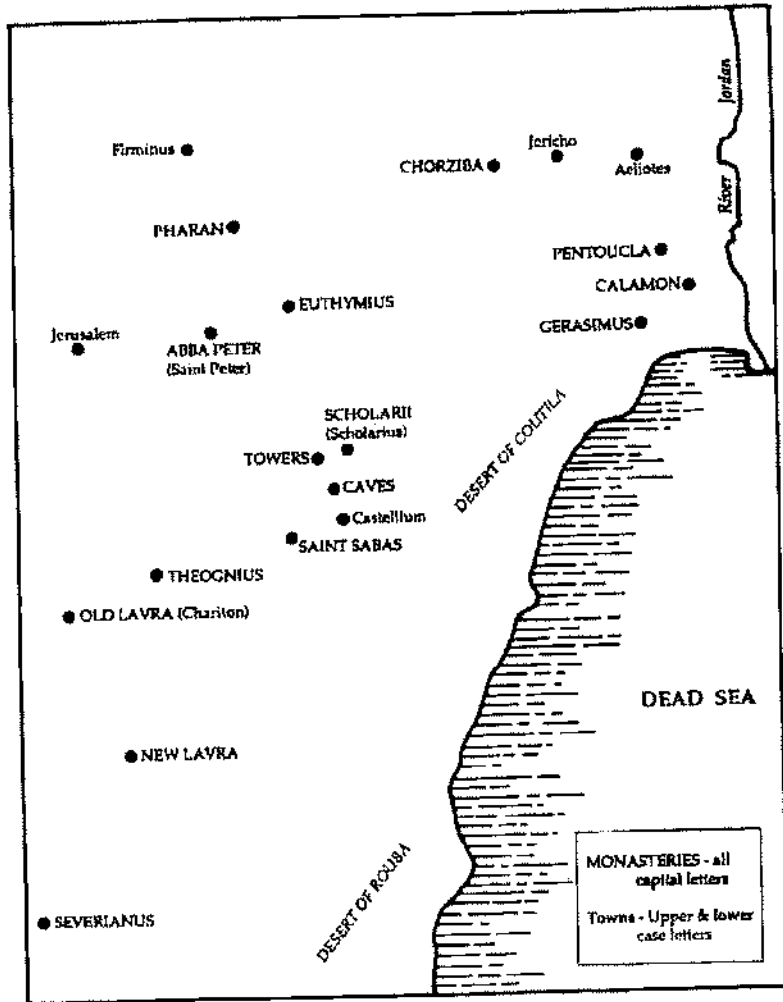 Jordan
River
Firminus
Jericho
CHORZIBA
Aeliotes
PHARAN
PENTOUCLA
CALAMON
EUTHYMIUS
GERASIMUS
Jerusalem
ABBA PETER
(Saint Peter)
SCHOLARII
(Scholarius)
DESERT OF COUTILA
TOWERS
CAVES
Castellium
SAINT SABAS
THEOGNIUS
OLD LAVRA (Chariton)
DEAD SEA
NEW LAVRA
DESERT OF ROUBA
SEVERIANUS
MONASTERIES - all
capital letters
Towns - Upper & lower
case letters